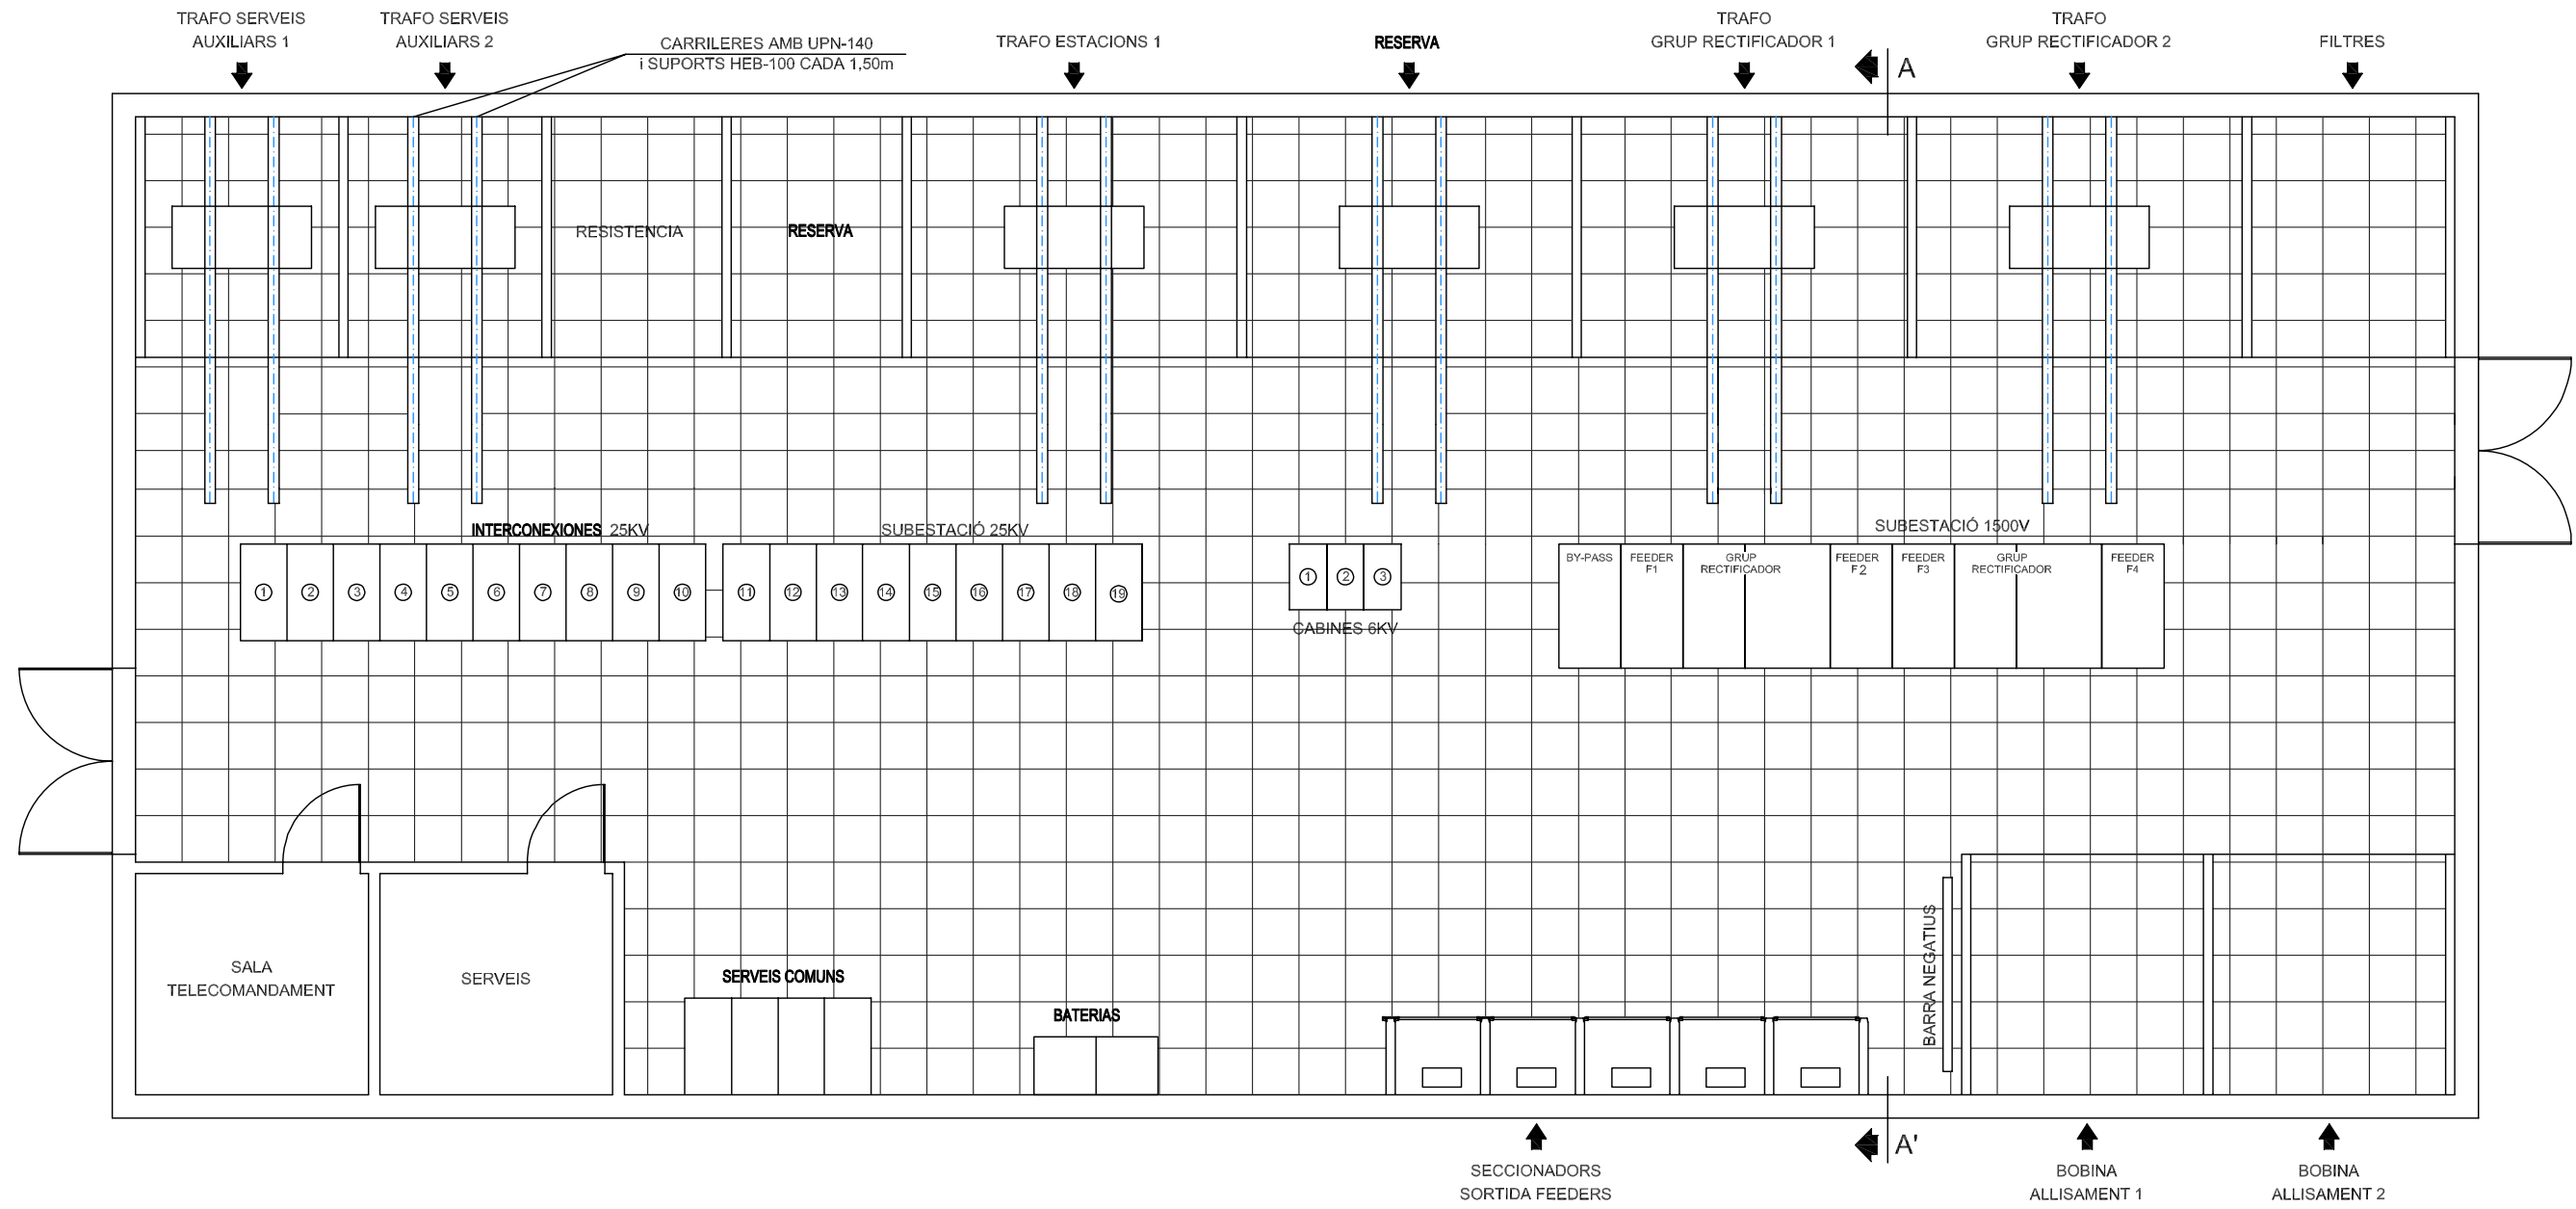 TRAFO SERVEIS
AUXILIARS 1
TRAFO SERVEIS
AUXILIARS 2
CARRILERES AMB UPN-140
i SUPORTS HEB-100 CADA 1,50m
TRAFO ESTACIONS 1
RESERVA
TRAFO
GRUP RECTIFICADOR 1
A
TRAFO
GRUP RECTIFICADOR 2
FILTRES
RESISTENCIA
RESERVA
INTERCONEXIONES 25KV
SUBESTACIÓ 25KV
SUBESTACIÓ 1500V
1
2
3
4
5
6
7
8
9
10
11
12
13
14
15
16
17
18
19
1
2
3
CABINES 6KV
BY-PASS
FEEDER
F1
GRUP
RECTIFICADOR
FEEDER
F2
FEEDER
F3
GRUP
RECTIFICADOR
FEEDER
F4
SALA
TELECOMANDAMENT
SERVEIS
SERVEIS COMUNS
BATERIAS
BARRA NEGATIUS
SECCIONADORS
SORTIDA FEEDERS
A'
BOBINA
ALLISAMENT 1
BOBINA
ALLISAMENT 2